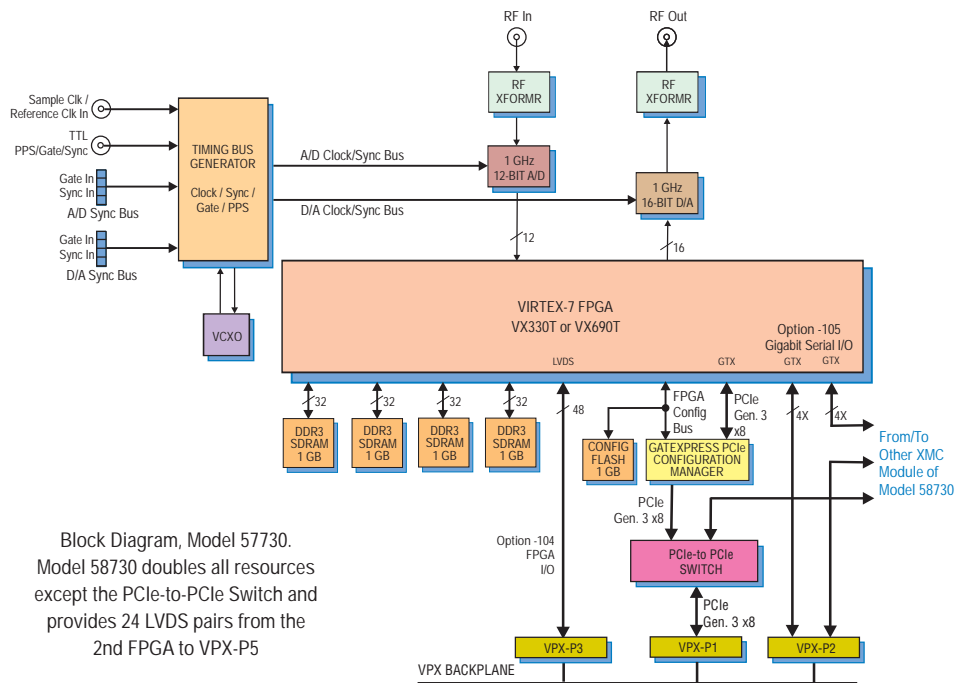 RF In
RF Out
RF
XFORMR
RF
XFORMR
Sample Clk /
Reference Clk In
TTL
PPS/Gate/Sync
Gate In
Sync In
A/D Sync Bus
Gate In
Sync In
D/A Sync Bus
TIMING BUS
GENERATOR
Clock / Sync /
Gate / PPS
VCXO
A/D Clock/Sync Bus
D/A Clock/Sync Bus
1 GHz
12-BIT A/D
1 GHz
16-BIT D/A
12
16
VIRTEX-7 FPGA
VX330T or VX690T
Option -105
Gigabit Serial I/O
LVDS
GTX
GTX
GTX
32
32
32
32
48
FPGA
Config
Bus
PCIe
Gen. 3
x8
4X
4X
DDR3
SDRAM
1 GB
DDR3
SDRAM
1 GB
DDR3
SDRAM
1 GB
DDR3
SDRAM
1 GB
CONFIG
FLASH
1 GB
GATEXPRESS PCIe
CONFIGURATION
MANAGER
From/To
Other XMC
Module of
Model 58730
PCIe
Gen. 3 x8
Option -104
FPGA
I/O
PCIe-to PCIe
SWITCH
PCIe
Gen. 3 x8
Block Diagram, Model 57730.
Model 58730 doubles all resources
except the PCIe-to-PCIe Switch and
provides 24 LVDS pairs from the
2nd FPGA to VPX-P5
VPX-P3
VPX-P1
VPX-P2
VPX BACKPLANE